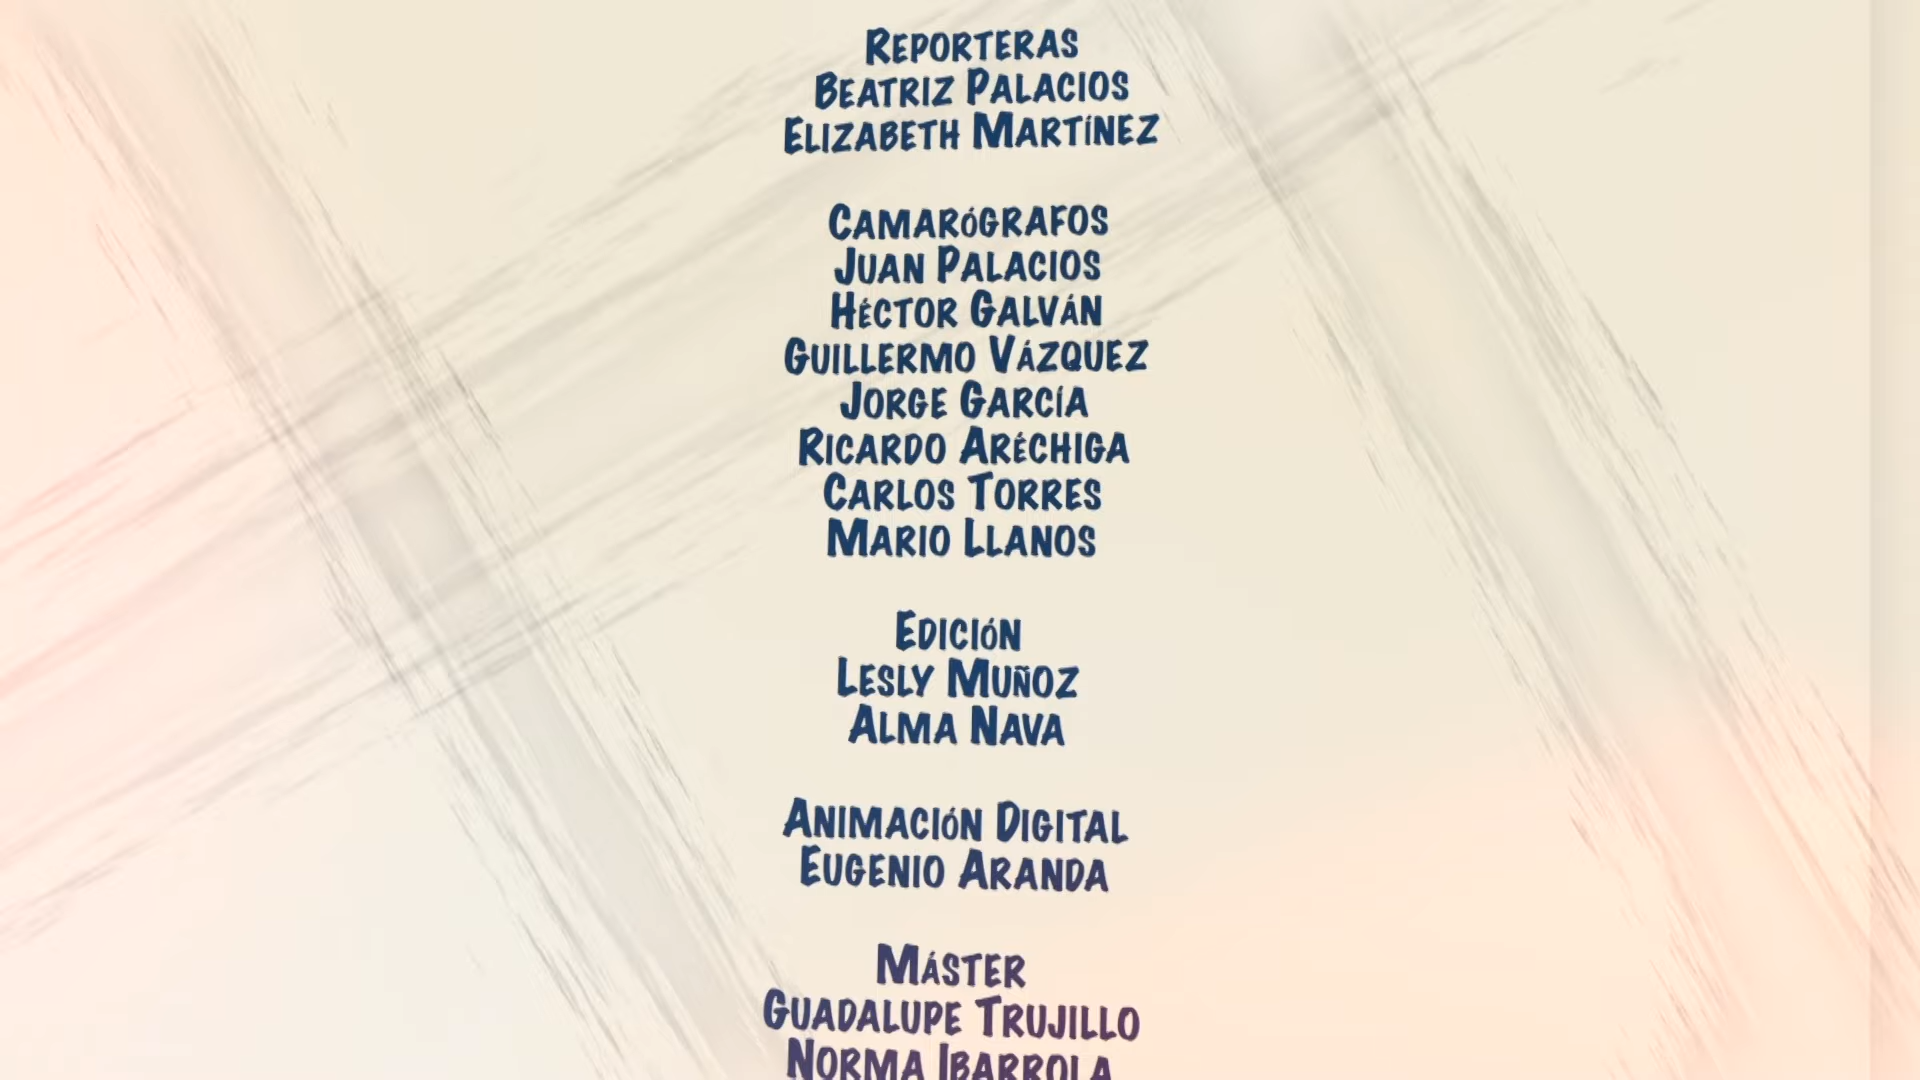 REPORTERAS
BEATRIZ PALACIOS
ELIZABETH MARTÍNEZ
CAMARÓGRAFOS
JUAN PALACIOS
HÉCTOR GALVÁN
GUILLERMO VÁZQUEZ
JORGE GARCÍA
RICARDO ARÉCHIGA
CARLOS TORRES
MARIO LLANOS
EDICIÓN
LESLY MUÑOZ
ALMA NAVA
ANIMACIÓN DIGITAL
EUGENIO ARANDA
MÁSTER
GUADALUPE TRUJILLO
NORMA IBARROLA